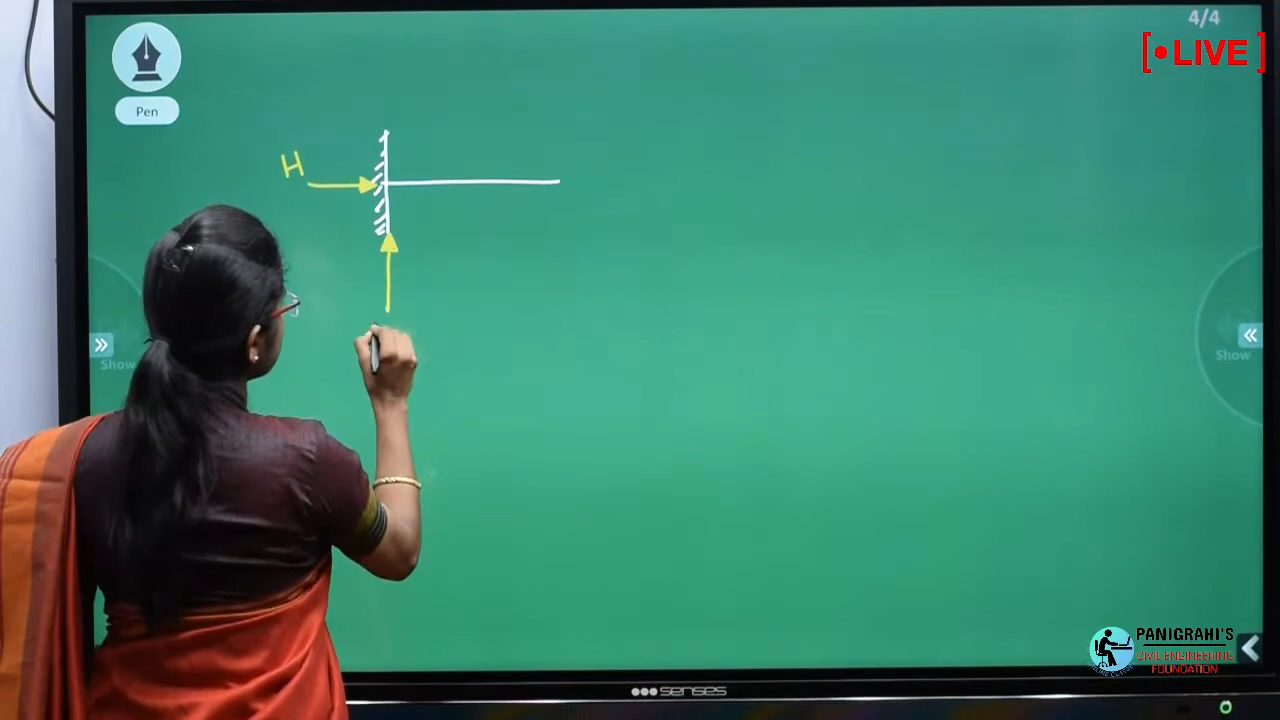 4/4
[•LIVE]
Pen
H
Show
Show
PANIGRAHI'S
CIVIL ENGINEERING
FOUNDATION
senses